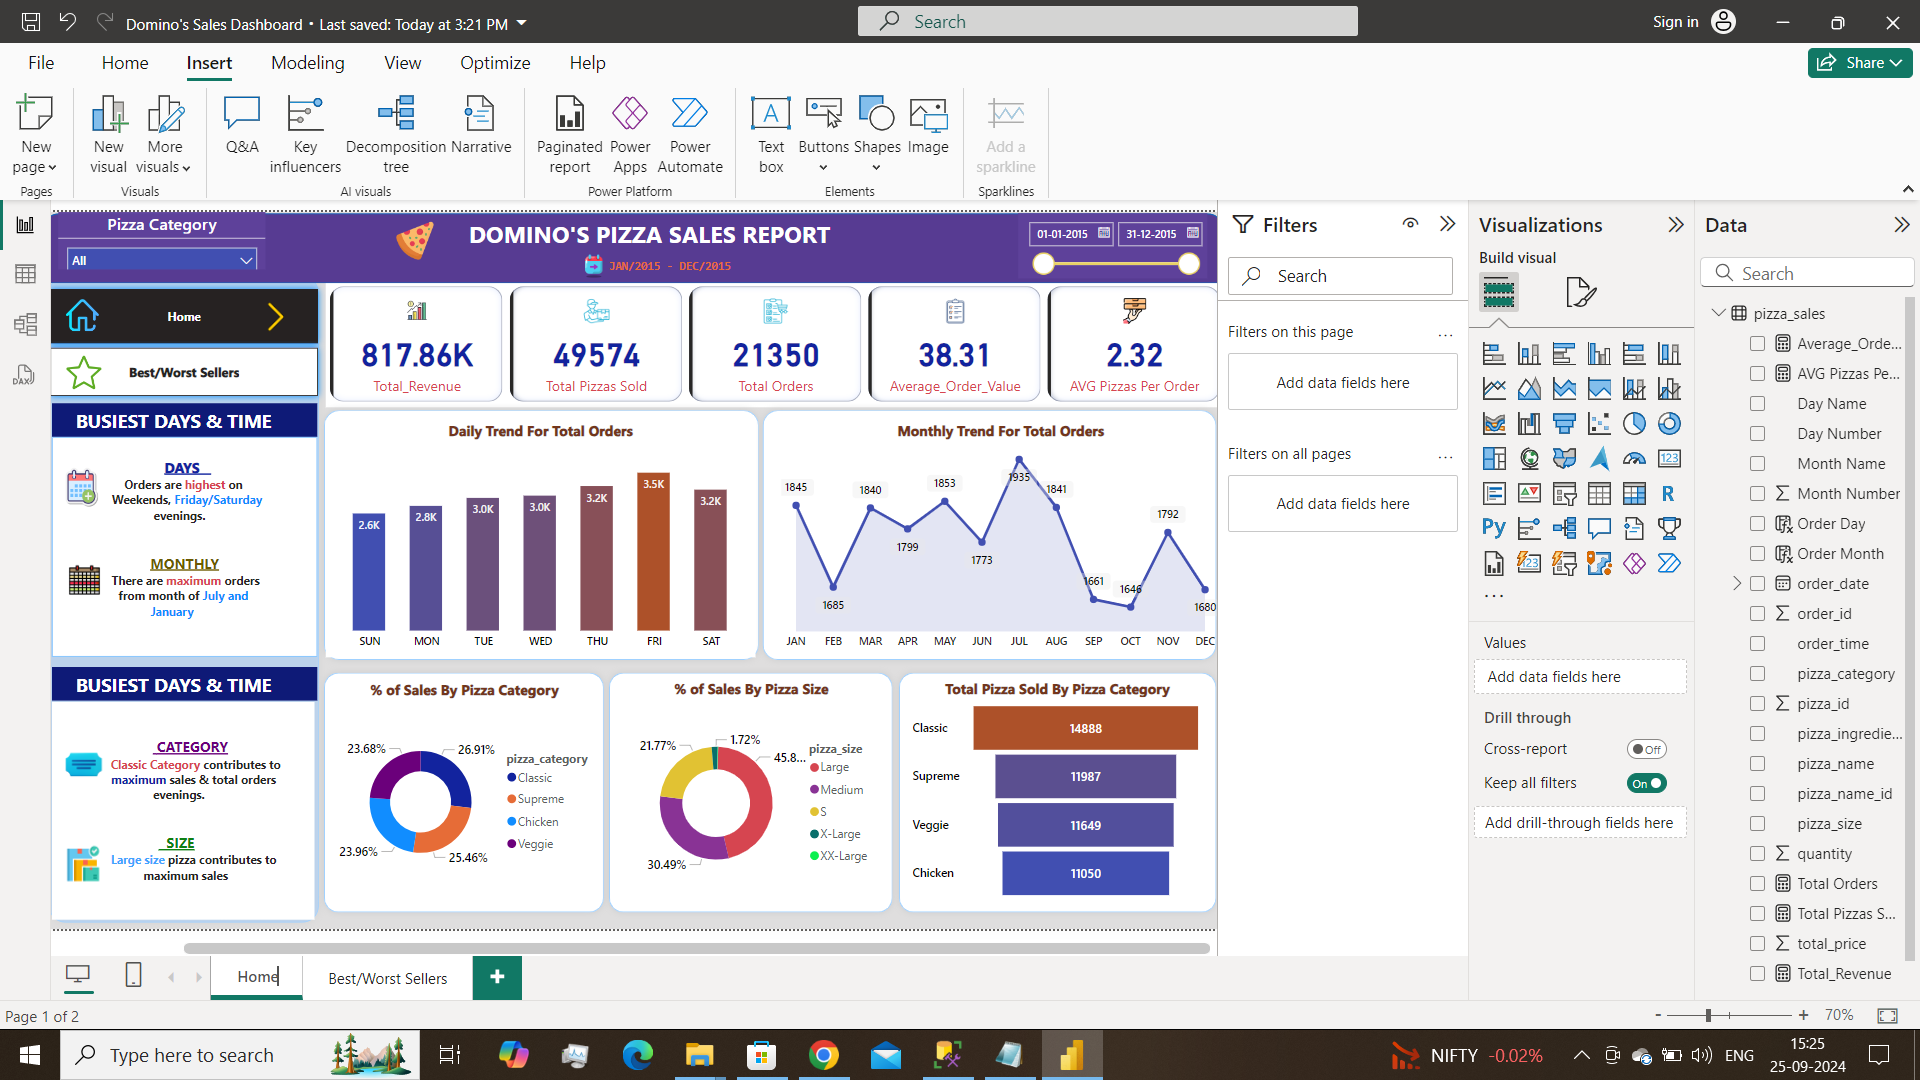 Domino's Sales Dashboard • Last saved: Today at 3:21 PM
Search
Sign in
File
Home
Insert
Modeling
View
Optimize
Help
Share
New page
New visual
More visuals
Q&A
Key influencers
Decomposition tree
Narrative
Paginated report
Power Apps
Power Automate
Text box
Buttons
Shapes
Image
Add a sparkline
Pages
Visuals
AI visuals
Power Platform
Elements
Sparklines
Pizza Category
All
DOMINO'S PIZZA SALES REPORT
JAN/2015 - DEC/2015
01-01-2015
31-12-2015
Home
Best/Worst Sellers
817.86K
Total_Revenue
49574
Total Pizzas Sold
21350
Total Orders
38.31
Average_Order_Value
2.32
AVG Pizzas Per Order
BUSIEST DAYS & TIME
DAYS
Orders are highest on
Weekends, Friday/Saturday
evenings.
MONTHLY
There are maximum orders
from month of July and
January
Daily Trend For Total Orders
2.6K
2.8K
3.0K
3.0K
3.2K
3.5K
3.2K
SUN MON TUE WED THU FRI SAT
Monthly Trend For Total Orders
1845
1685
1840
1799
1853
1773
1935
1841
1661
1646
1792
1680
JAN FEB MAR APR MAY JUN JUL AUG SEP OCT NOV DEC
BUSIEST DAYS & TIME
CATEGORY
Classic Category contributes to
maximum sales & total orders
evenings.
SIZE
Large size pizza contributes to
maximum sales
% of Sales By Pizza Category
23.68%
26.91%
23.96%
25.46%
pizza_category
Classic
Supreme
Chicken
Veggie
% of Sales By Pizza Size
21.77%
1.72%
45.8...
30.49%
pizza_size
Large
Medium
S
X-Large
XX-Large
Total Pizza Sold By Pizza Category
Classic 14888
Supreme 11987
Veggie 11649
Chicken 11050
Filters
Search
Filters on this page
...
Add data fields here
Filters on all pages
...
Add data fields here
Visualizations
Build visual
123
R
Py
123
...
Values
Add data fields here
Drill through
Cross-report
Off
Keep all filters
On
Add drill-through fields here
Data
Search
pizza_sales
Average_Orde...
AVG Pizzas Pe...
Day Name
Day Number
Month Name
Month Number
Order Day
Order Month
order_date
order_id
order_time
pizza_category
pizza_id
pizza_ingredie...
pizza_name
pizza_name_id
pizza_size
quantity
Total Orders
Total Pizzas S...
total_price
Total_Revenue
Home
Best/Worst Sellers
+
Page 1 of 2
- + 70%
Type here to search
NIFTY -0.02%
ENG
15:25
25-09-2024